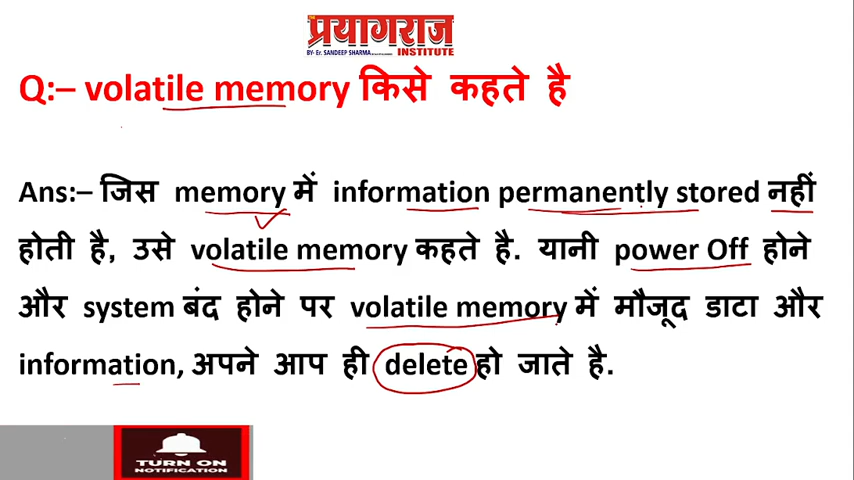 प्रयागराज
BY- Er. SANDEEP SHARMA INSTITUTE
Q:– volatile memory किसे कहते है
Ans:– जिस memory में information permanently stored नहीं
होती है, उसे volatile memory कहते है. यानी power Off होने
और system बंद होने पर volatile memory में मौजूद डाटा और
information, अपने आप ही delete हो जाते है.
TURN ON
NOTIFICATION